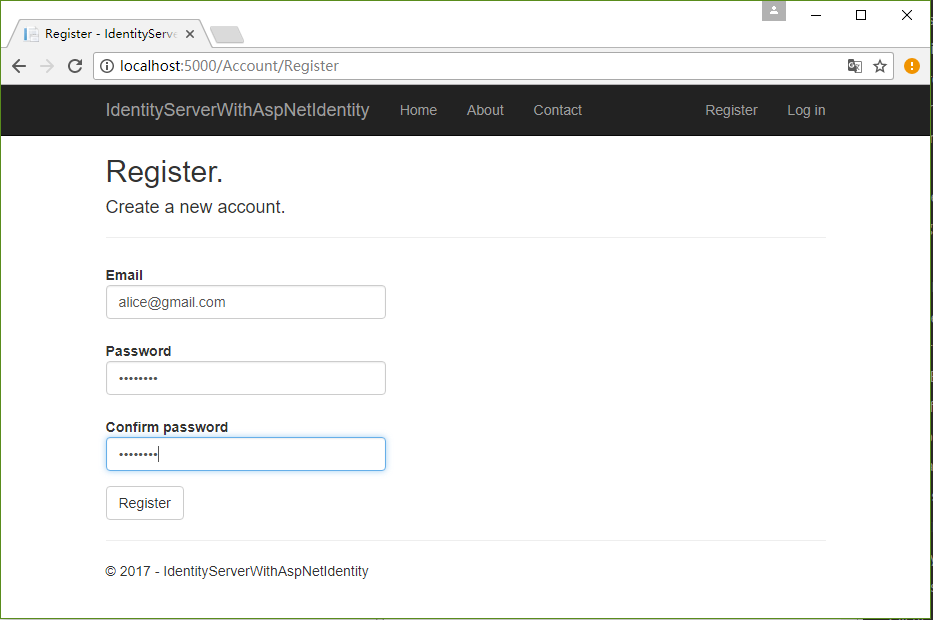 Register - IdentityServe
localhost:5000/Account/Register
IdentityServerWithAspNetIdentity Home About Contact Register Log in
Register.
Create a new account.
Email
alice@gmail.com
Password
••••••••
Confirm password
••••••••
Register
© 2017 - IdentityServerWithAspNetIdentity